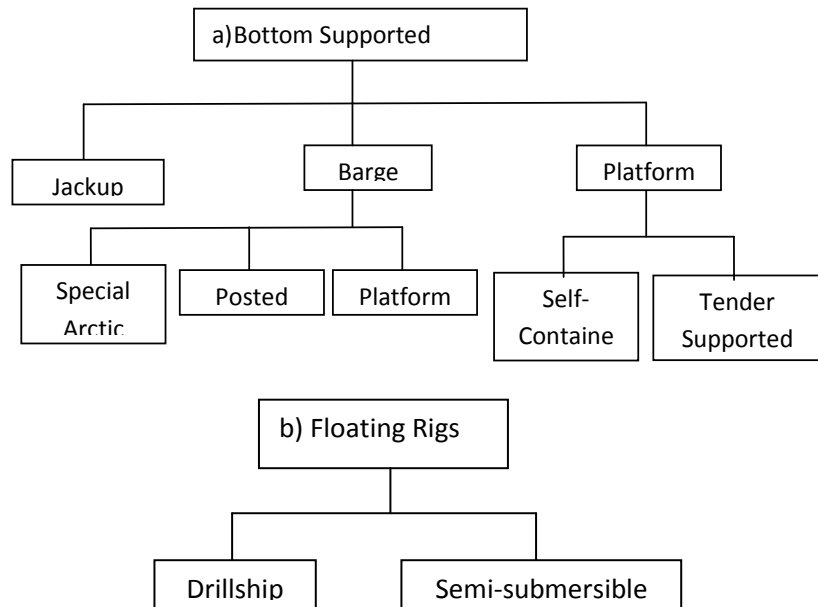 a)Bottom Supported
Jackup
Barge
Platform
Special
Arctic
Posted
Platform
Self-
Containe
Tender
Supported
b) Floating Rigs
Drillship
Semi-submersible